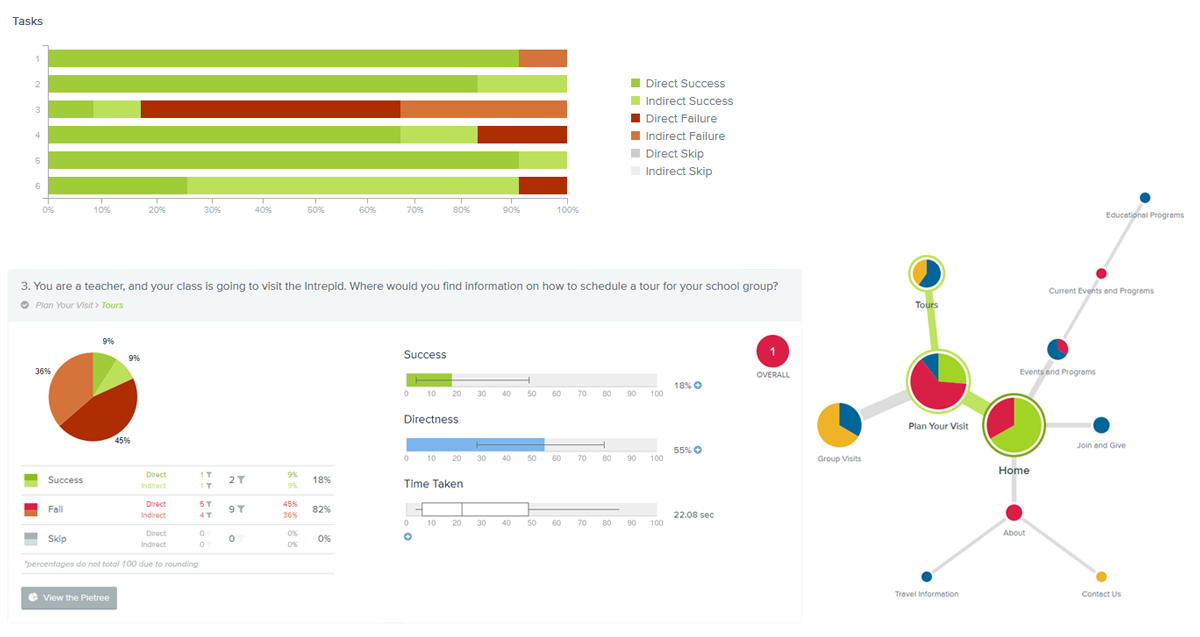 Tasks
1
2
3
4
5
6
0% 10% 20% 30% 40% 50% 60% 70% 80% 90% 100%
Direct Success
Indirect Success
Direct Failure
Indirect Failure
Direct Skip
Indirect Skip
3. You are a teacher, and your class is going to visit the Intrepid. Where would you find information on how to schedule a tour for your school group?
Plan Your Visit > Tours
9%
9%
36%
45%
Success Direct 1 2 9% 18%
Indirect 1 9%
Fail Direct 5 9 45% 82%
Indirect 4 36%
Skip Direct 0 0 0% 0%
Indirect 0 0%
*percentages do not total 100 due to rounding
View the Pietree
Success
0 10 20 30 40 50 60 70 80 90 100
18%
Directness
0 10 20 30 40 50 60 70 80 90 100
55%
Time Taken
0 10 20 30 40 50 60 70 80 90 100
22.08 sec
1
OVERALL
Educational Programs
Current Events and Programs
Tours
Events and Programs
Plan Your Visit
Join and Give
Group Visits
Home
About
Travel Information
Contact Us